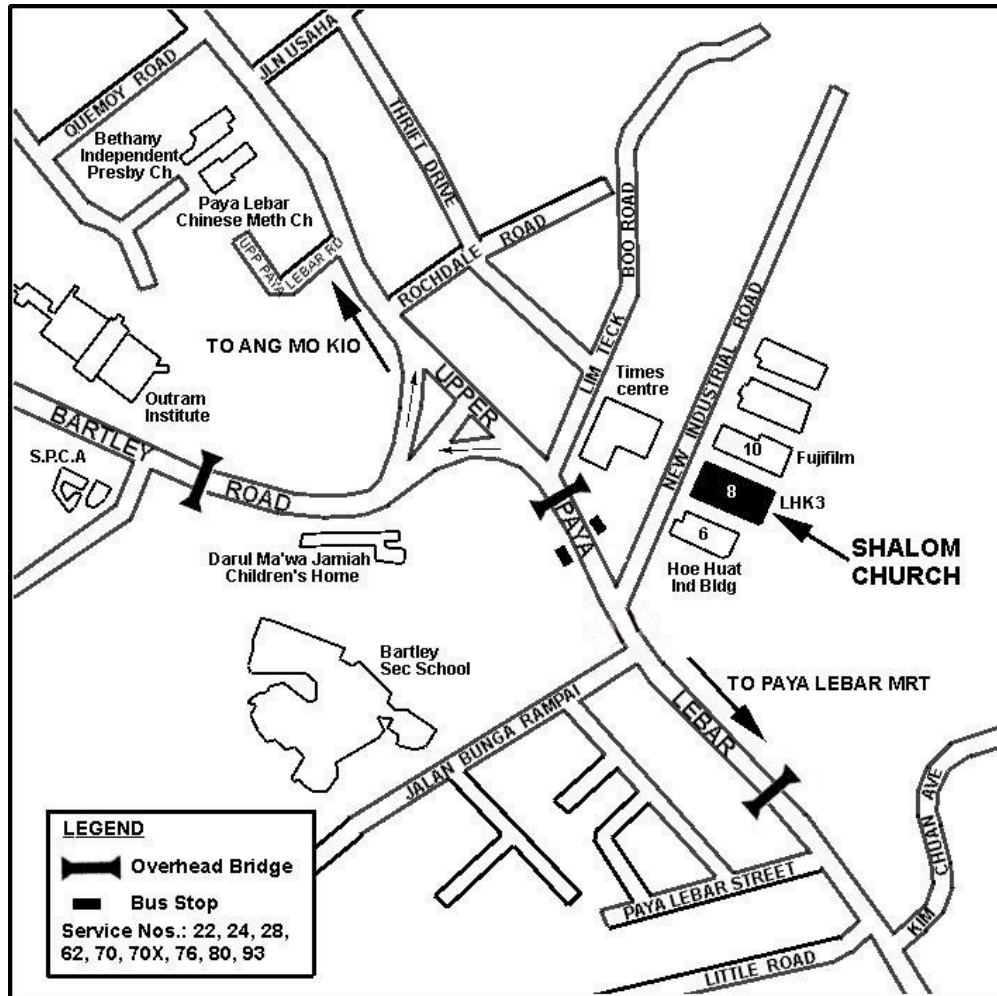 QUEMOY ROAD
JLN USAHA
THRIFT DRIVE
Bethany
Independent
Presby Ch
Paya Lebar
Chinese Meth Ch
UPP PAYA LEBAR RD
ROCHDALE ROAD
LIM TECK BOO ROAD
NEW INDUSTRIAL ROAD
TO ANG MO KIO
Outram
Institute
UPPER PAYA LEBAR
Times
centre
BARTLEY ROAD
S.P.C.A
10
Fujifilm
8
LHK3
6
Hoe Huat
Ind Bldg
SHALOM
CHURCH
Darul Ma'wa Jamiah
Children's Home
Bartley
Sec School
TO PAYA LEBAR MRT
JALAN BUNGA RAMPAI
KIM CHUAN AVE
PAYA LEBAR STREET
LITTLE ROAD
LEGEND
Overhead Bridge
Bus Stop
Service Nos.: 22, 24, 28,
62, 70, 70X, 76, 80, 93